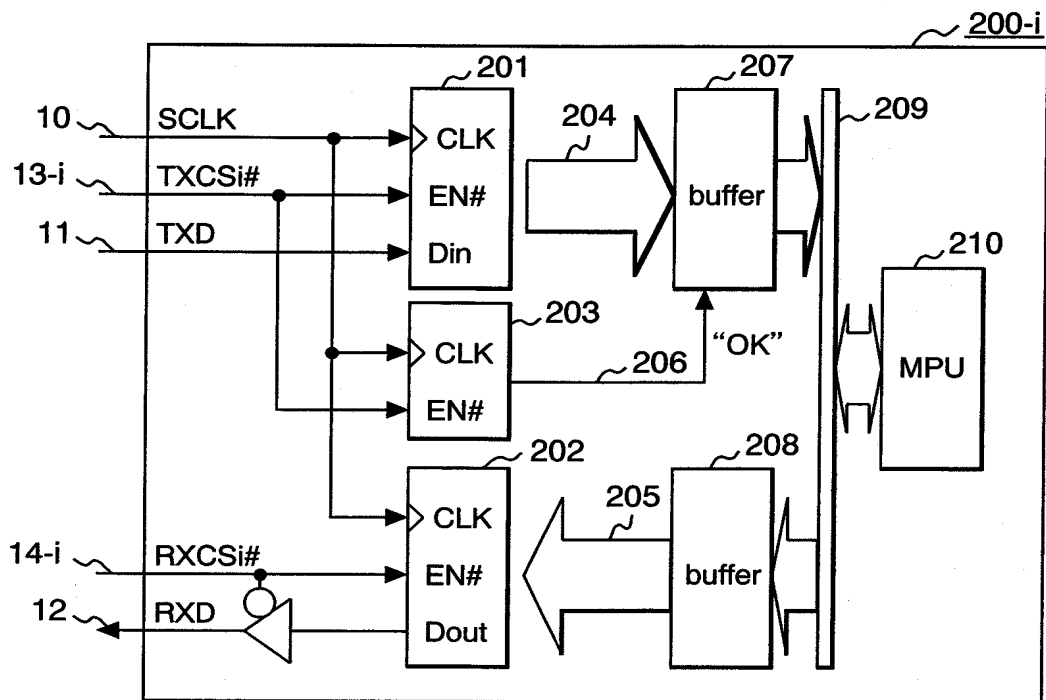 200-i
201
207
10
SCLK
204
209
CLK
13-i
TXCSi#
EN#
buffer
11
TXD
Din
210
203
"OK"
CLK
206
MPU
EN#
202
208
205
CLK
14-i
RXCSi#
EN#
buffer
12
RXD
Dout